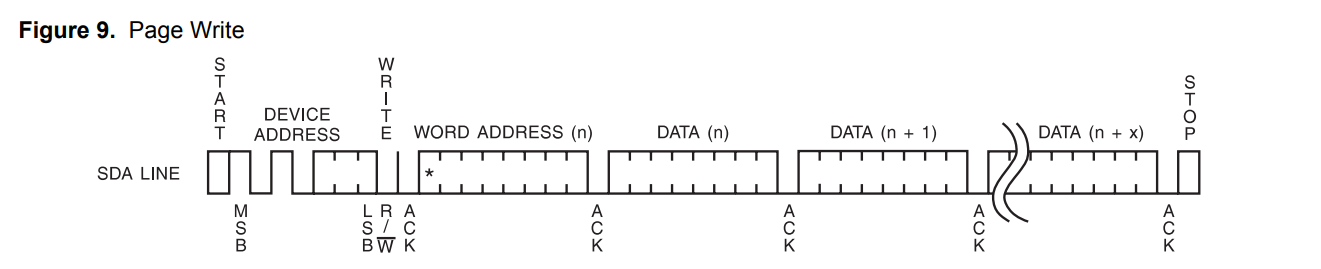 Figure 9. Page Write
START
WRITE
STOP
DEVICE
ADDRESS
WORD ADDRESS (n)
DATA (n)
DATA (n + 1)
DATA (n + x)
SDA LINE
*
MSB
LSB
R/W̅
ACK
ACK
ACK
ACK
ACK